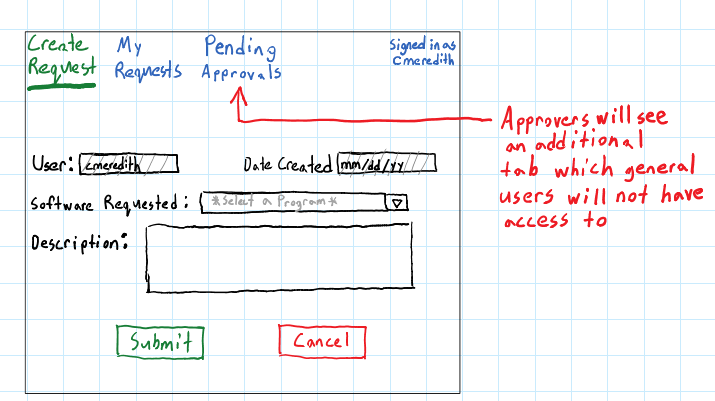 Create
Request
My
Requests
Pending
Approvals
Signed in as
Cmeredith
Approvers will see
an additional
tab which general
users will not have
access to
User: cmeredith
Date Created mm/dd/yy
Software Requested: *Select a Program*
Description:
Submit
Cancel